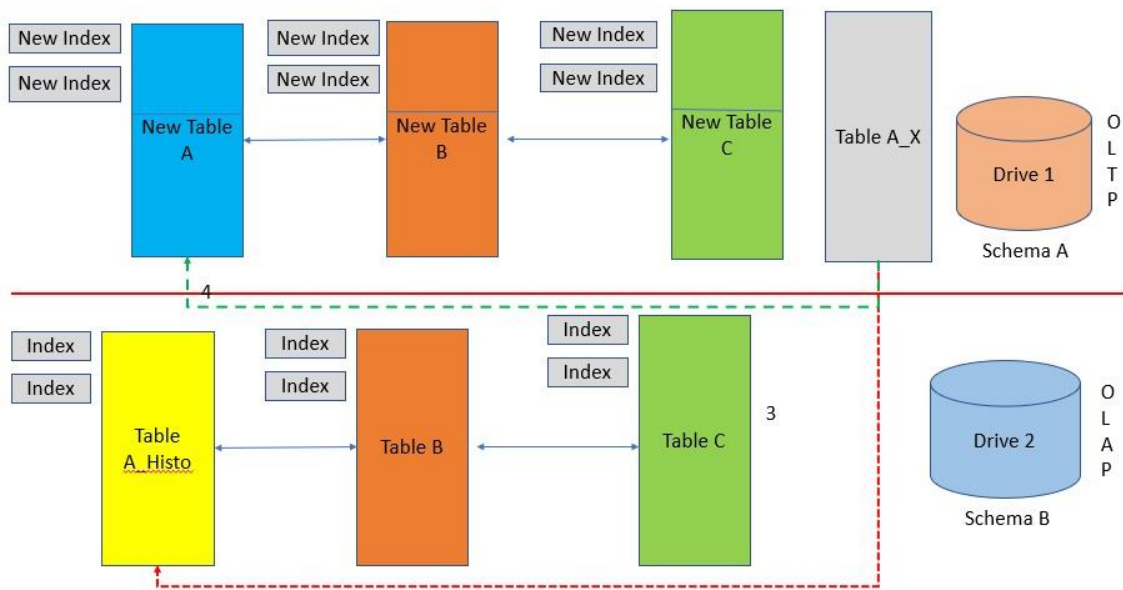 New Index
New Index
New Table
A
New Index
New Index
New Table
B
New Index
New Index
New Table
C
Table A_X
Drive 1
Schema A
O
L
T
P
4
Index
Index
Table
A_Histo
Index
Index
Table B
Index
Index
Table C
3
Drive 2
Schema B
O
L
A
P